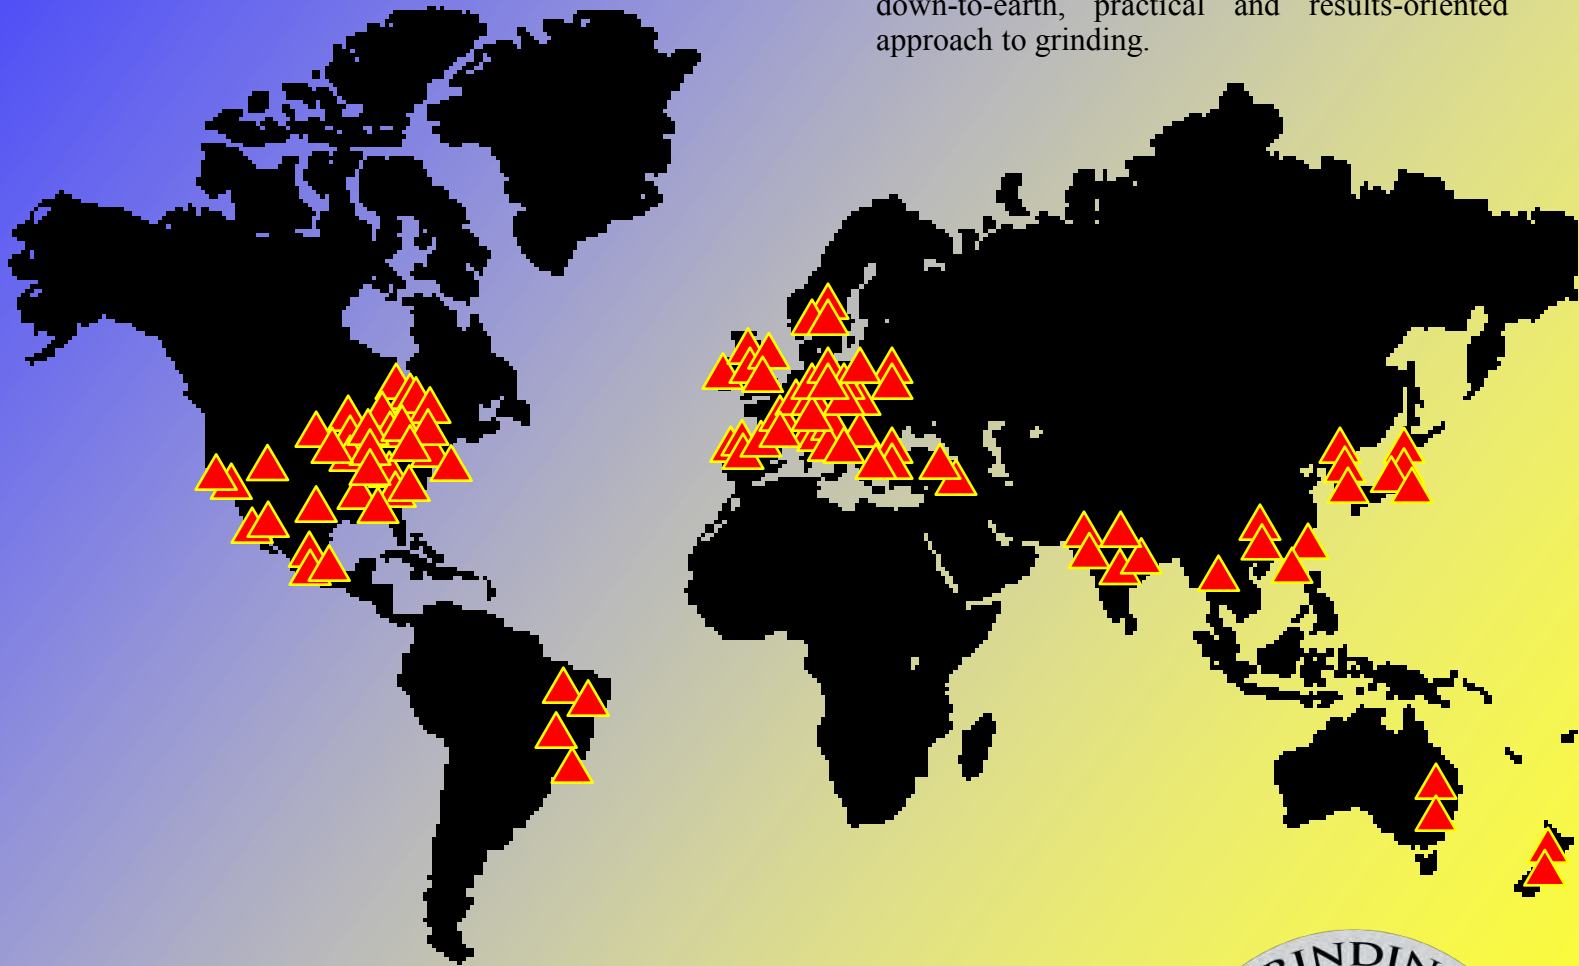 down-to-earth, practical and results-oriented
approach to grinding.